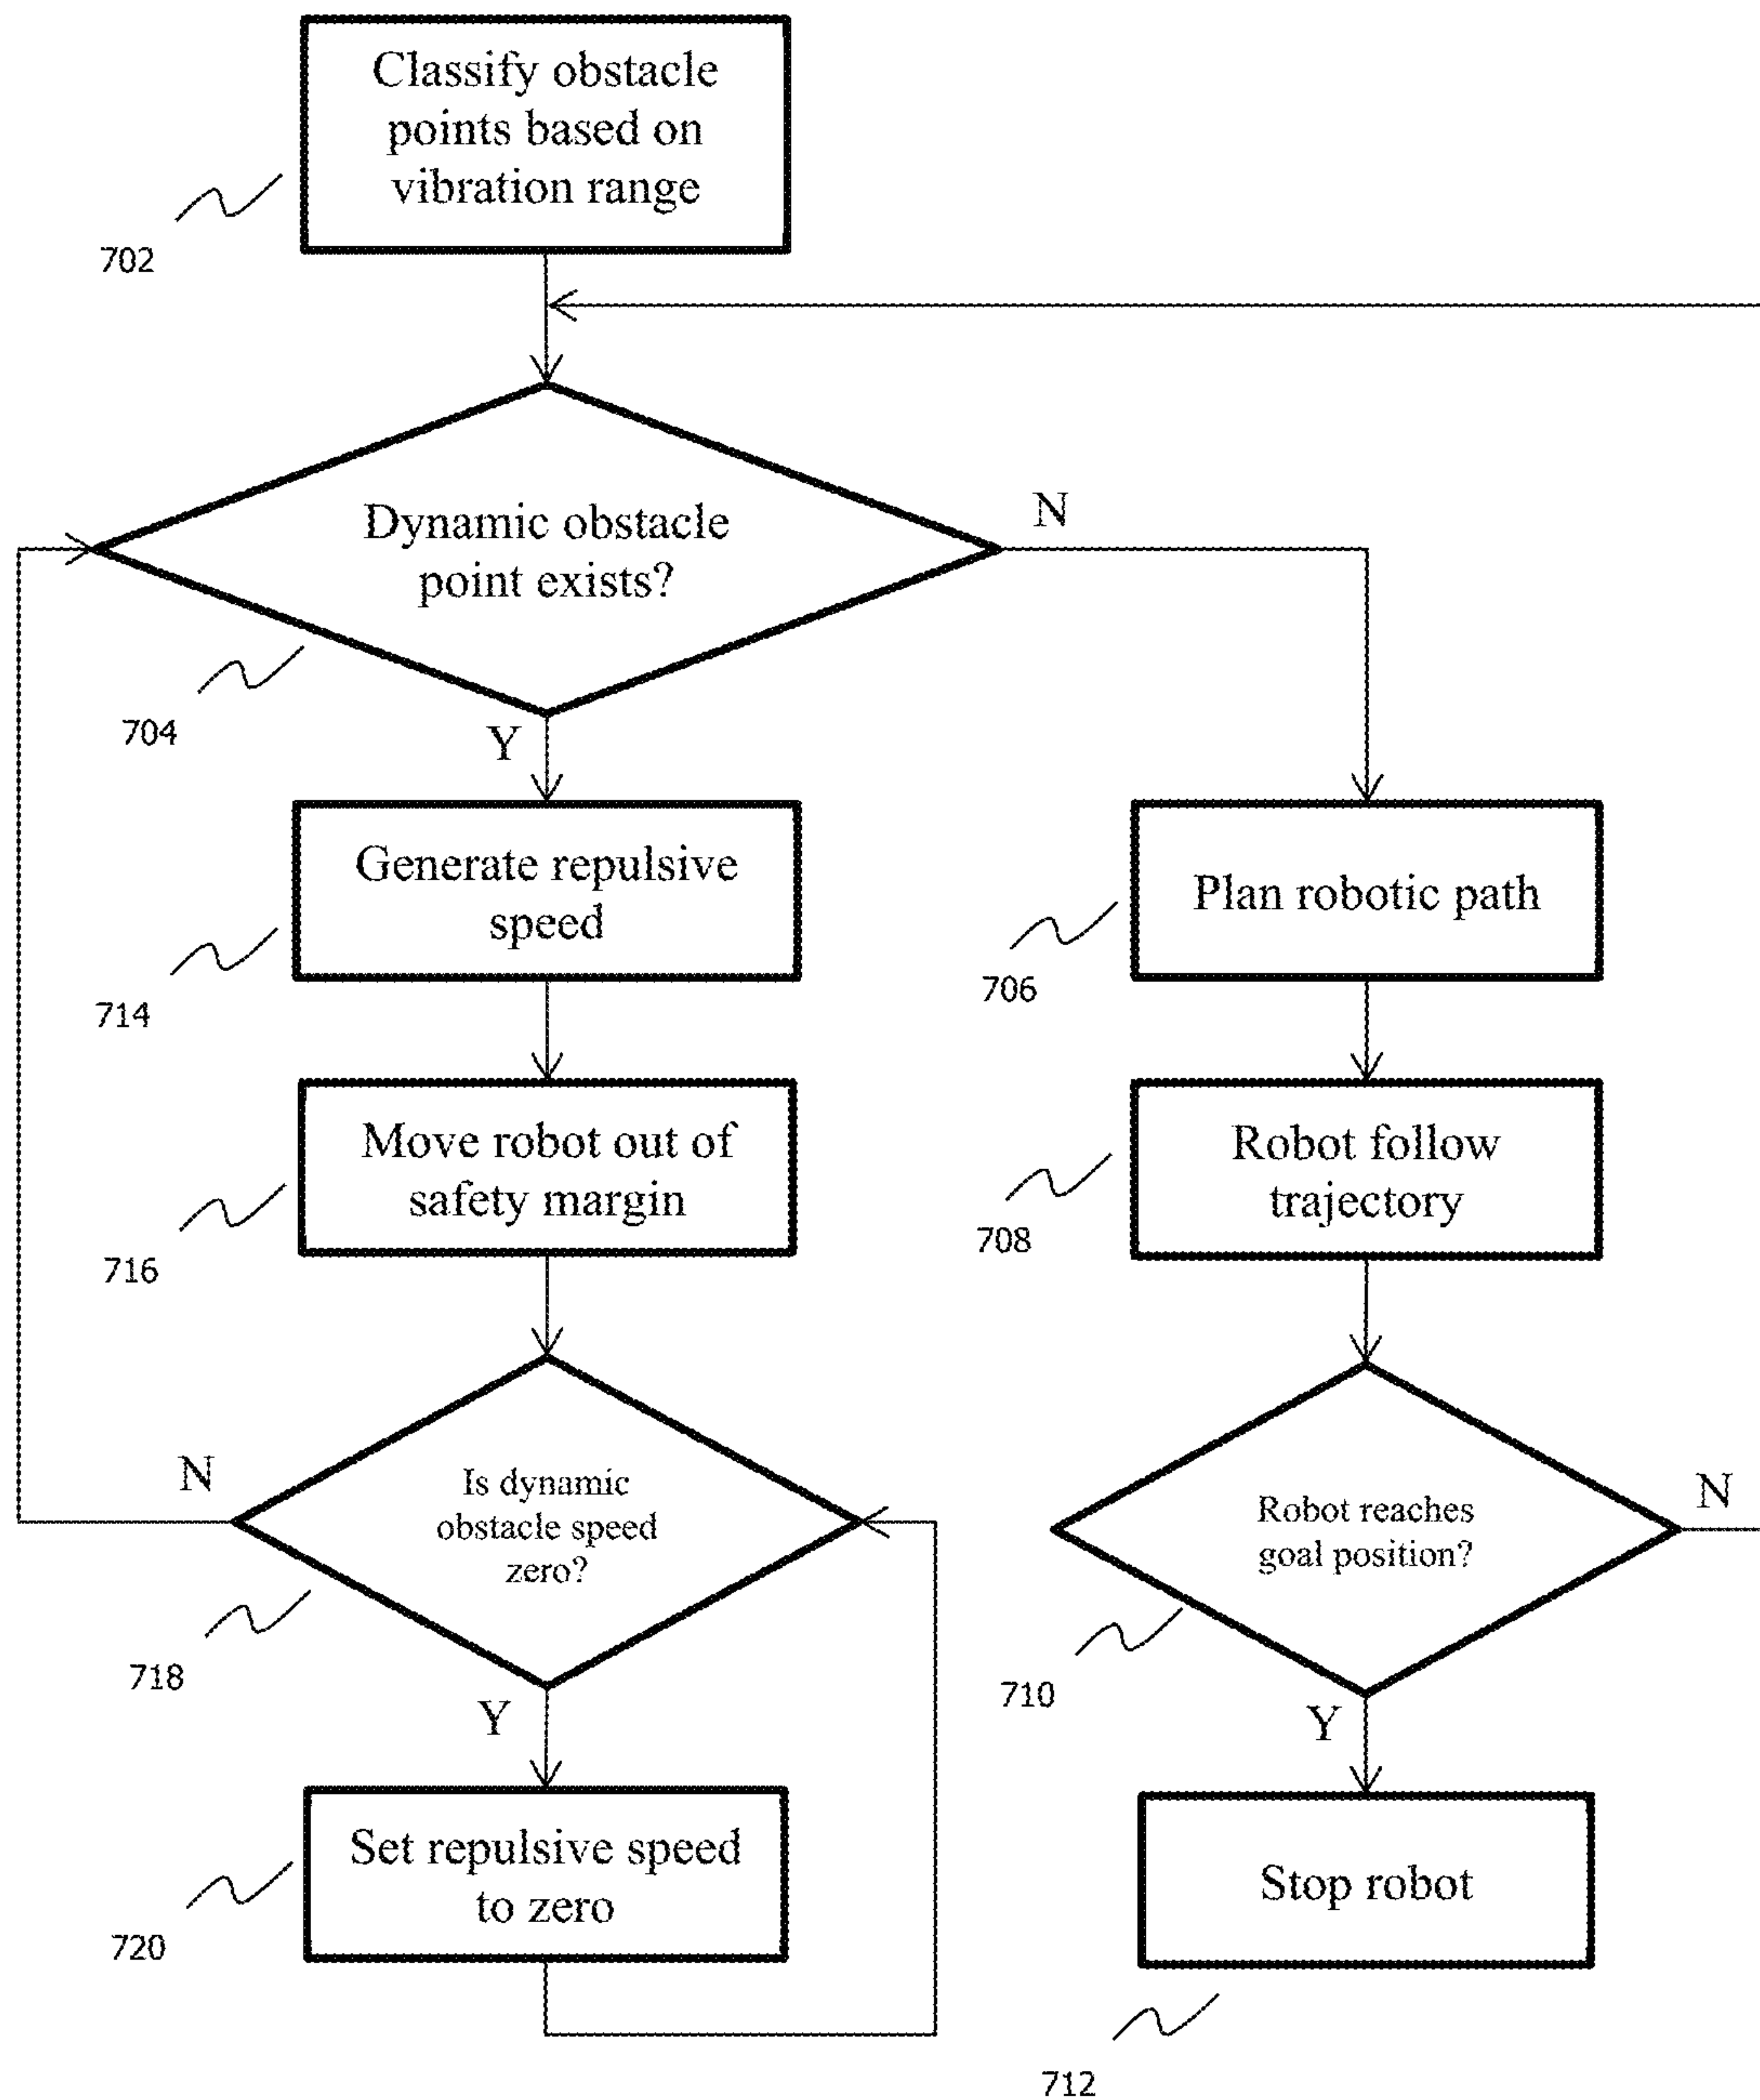 Classify obstacle
points based on
vibration range
702
Dynamic obstacle
point exists?
N
704
Y
Generate repulsive
speed
714
Plan robotic path
706
Move robot out of
safety margin
716
Robot follow
trajectory
708
N
Is dynamic
obstacle speed
zero?
718
Y
Robot reaches
goal position?
N
710
Y
Set repulsive speed
to zero
720
Stop robot
712